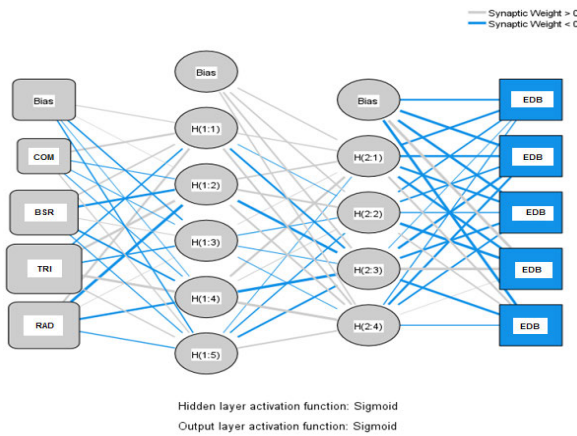 Synaptic Weight > 0
Synaptic Weight < 0
Bias
COM
BSR
TRI
RAD
Bias
H(1:1)
H(1:2)
H(1:3)
H(1:4)
H(1:5)
Bias
H(2:1)
H(2:2)
H(2:3)
H(2:4)
EDB
EDB
EDB
EDB
EDB
Hidden layer activation function: Sigmoid
Output layer activation function: Sigmoid